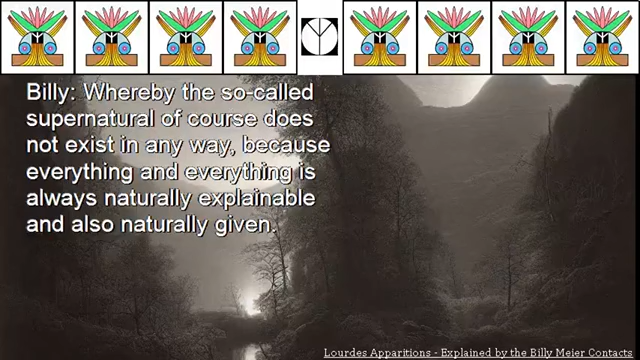 Billy: Whereby the so-called
supernatural of course does
not exist in any way, because
everything and everything is
always naturally explainable
and also naturally given.
Lourdes Apparitions - Explained by the Billy Meier Contacts